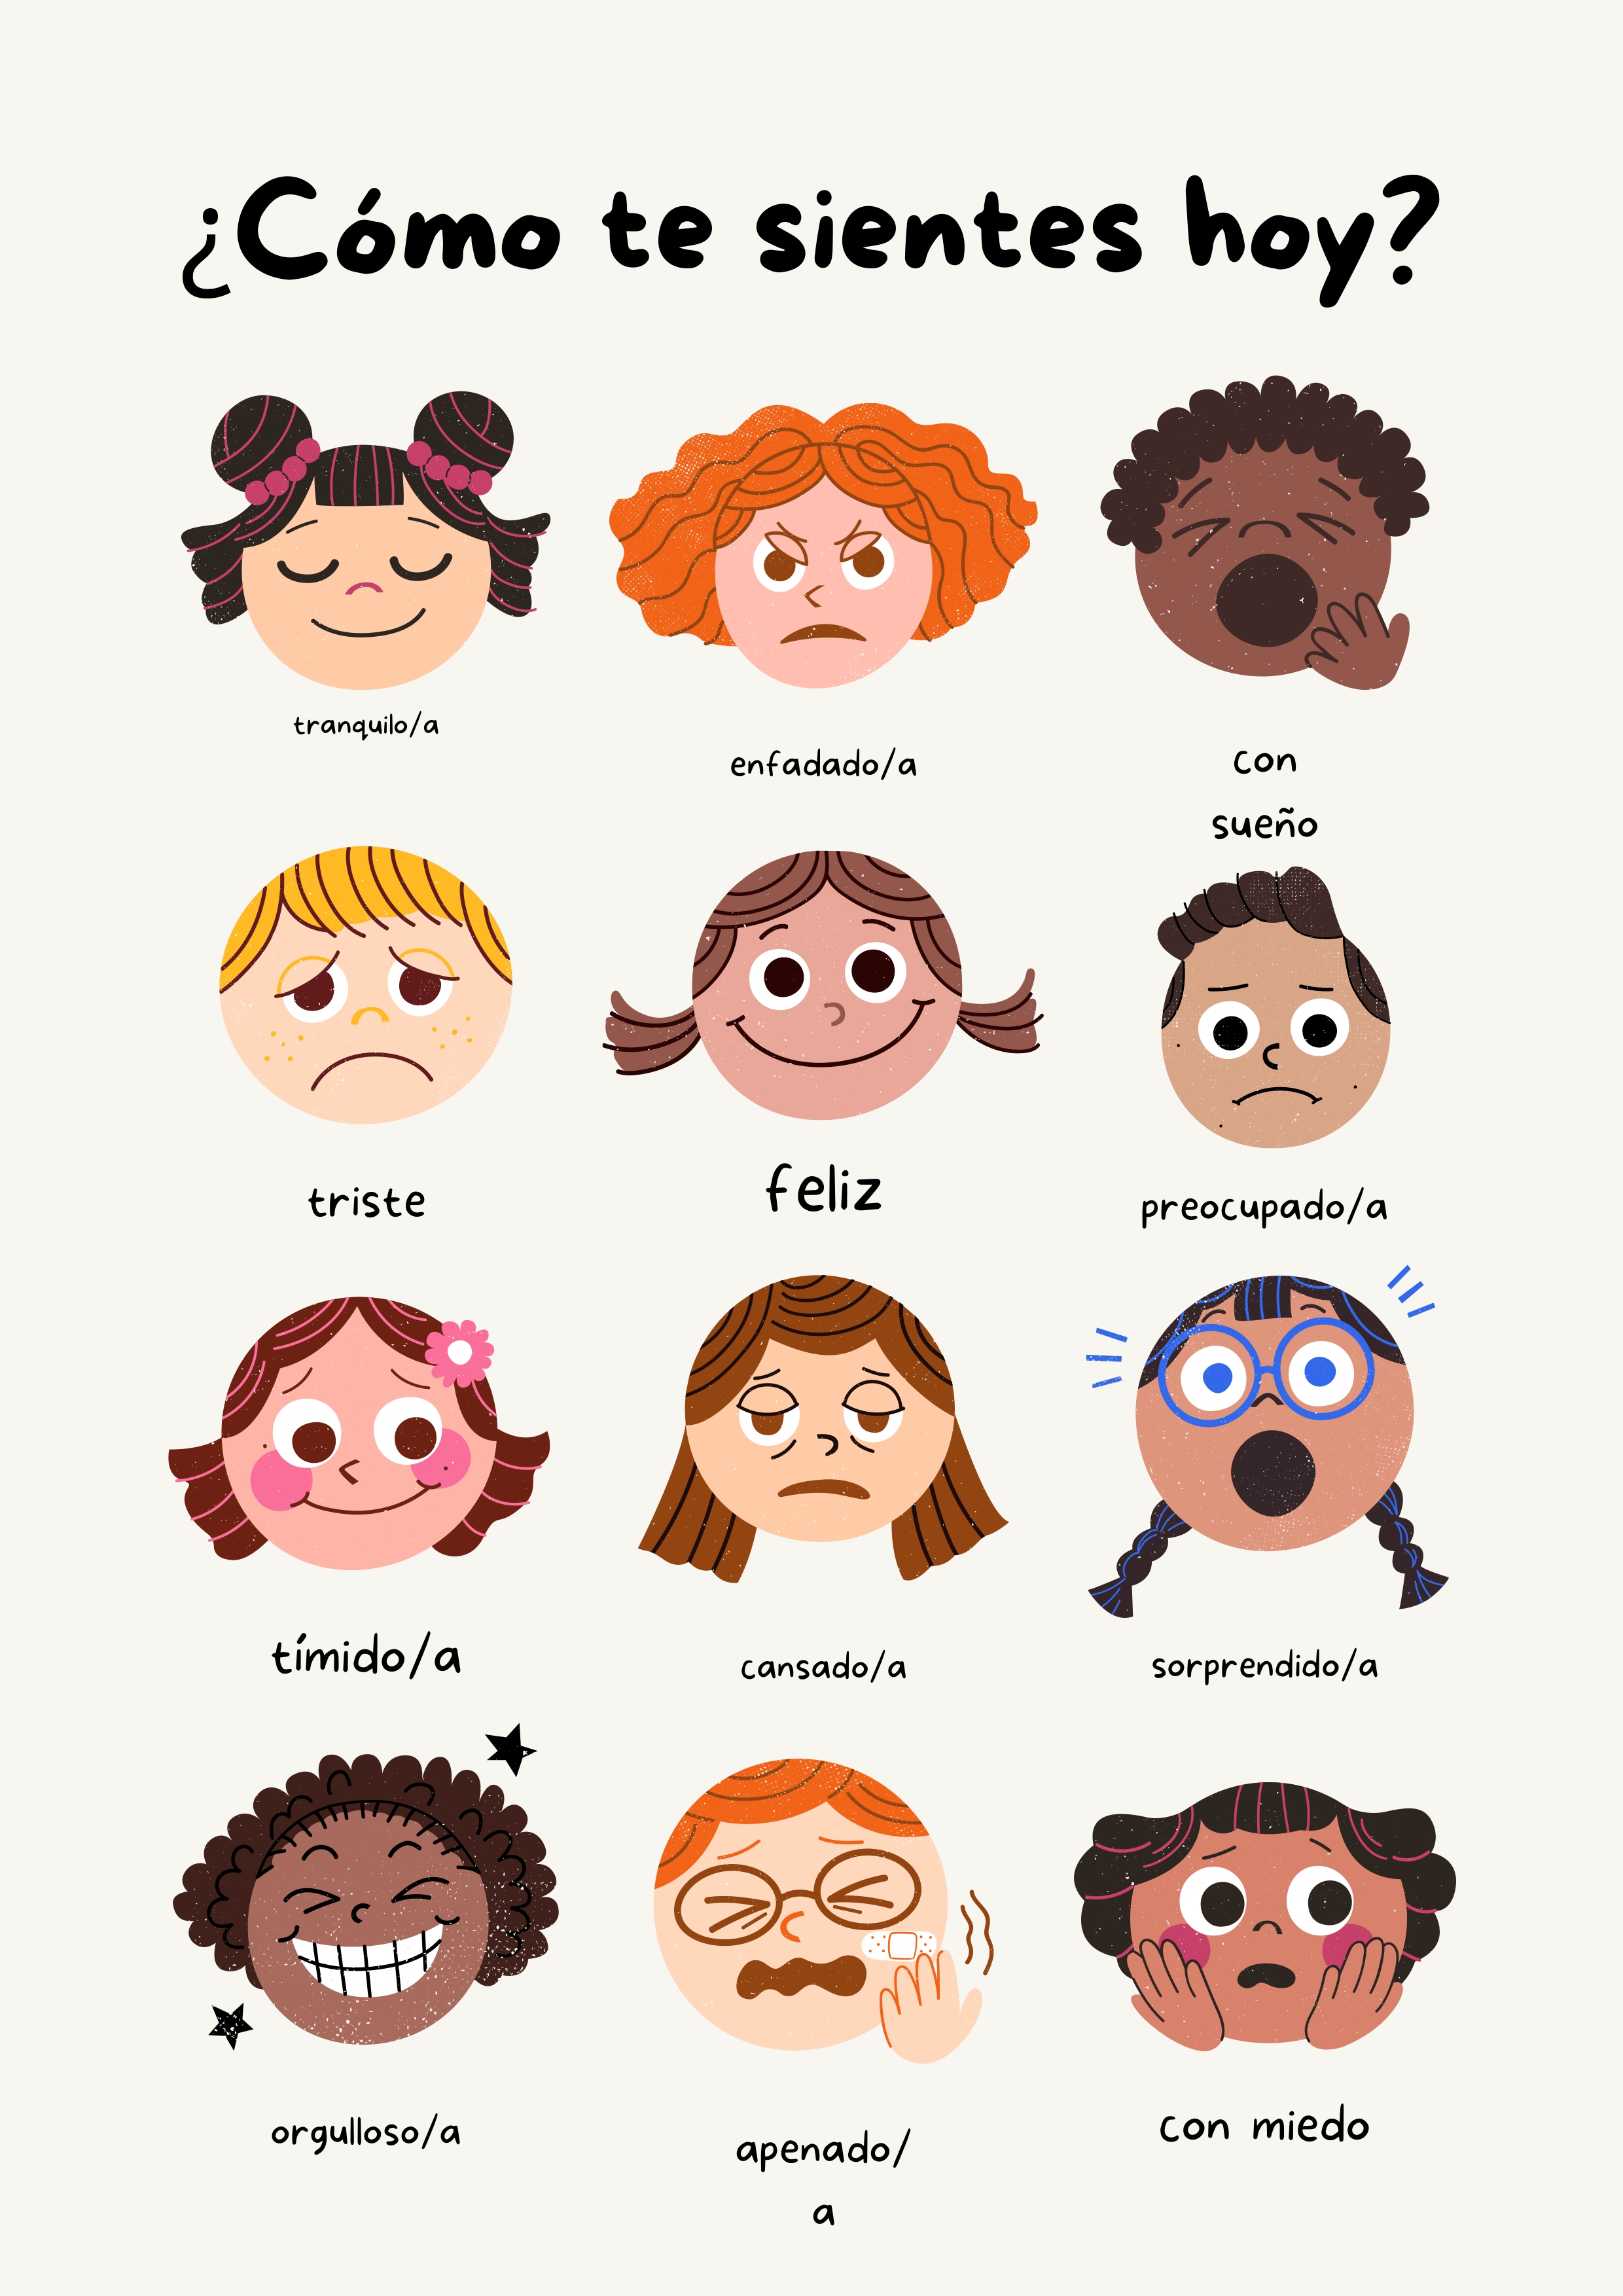 ¿Cómo te sientes hoy?
tranquilo/a
enfadado/a
con
sueño
triste
feliz
preocupado/a
tímido/a
cansado/a
sorprendido/a
orgulloso/a
apenado/
a
con miedo